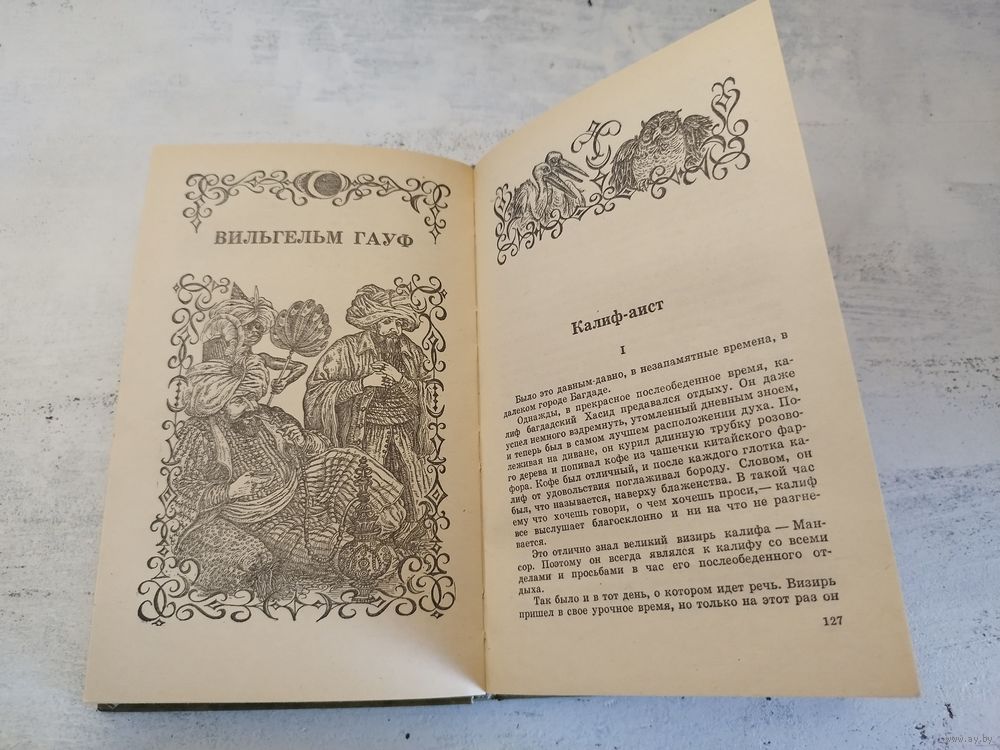 ВИЛЬГЕЛЬМ ГАУФ
Калиф-аист
I
Было это давным-давно, в незапамятные времена, в
далеком городе Багдаде.
Однажды, в прекрасное послеобеденное время, ка-
лиф багдадский Хасид предавался отдыху. Он даже
успел немного вздремнуть, утомленный дневным зноем,
и теперь был в самом лучшем расположении духа. По-
леживая на диване, он курил длинную трубку розово-
го дерева и попивал кофе из чашечки китайского фар-
фора. Кофе был отличный, и после каждого глотка ка-
лиф от удовольствия поглаживал бороду. Словом, он
был, что называется, наверху блаженства. В такой час
ему что хочешь говори, о чем хочешь проси,— калиф
все выслушает благосклонно и ни на что не разгне-
вается.
Это отлично знал великий визирь калифа — Ман-
сор. Поэтому он всегда являлся к калифу со всеми
делами и просьбами в час его послеобеденного от-
дыха.
Так было и в тот день, о котором идет речь. Визирь
пришел в свое урочное время, но только на этот раз он
127
www.ay.by